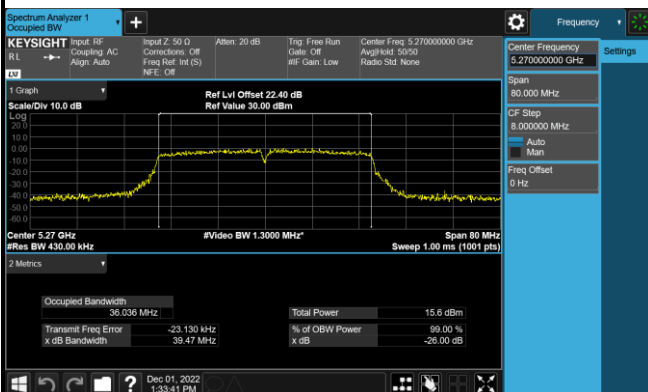 Spectrum Analyzer 1
Occupied BW
Frequency
KEYSIGHT
Input: RF
Input Z: 50 Ω
Atten: 20 dB
Trig: Free Run
Center Freq: 5.270000000 GHz
RL
Coupling: AC
Corrections: Off
Gate: Off
Avg|Hold: 50/50
Align: Auto
Freq Ref: Int (S)
#IF Gain: Low
Radio Std: None
NFE: Off
LXI
1 Graph
Ref Lvl Offset 22.40 dB
Scale/Div 10.0 dB
Ref Value 30.00 dBm
Log
20.0
10.0
0.00
-10.0
-20.0
-30.0
-40.0
-50.0
-60.0
Center 5.27 GHz
#Video BW 1.3000 MHz*
Span 80 MHz
#Res BW 430.00 kHz
Sweep 1.00 ms (1001 pts)
2 Metrics
Occupied Bandwidth
36.036 MHz
Total Power
15.6 dBm
Transmit Freq Error
-23.130 kHz
% of OBW Power
99.00 %
x dB Bandwidth
39.47 MHz
x dB
-26.00 dB
?
Dec 01, 2022
1:33:41 PM
Center Frequency
5.270000000 GHz
Settings
Span
80.000 MHz
CF Step
8.000000 MHz
Auto
Man
Freq Offset
0 Hz